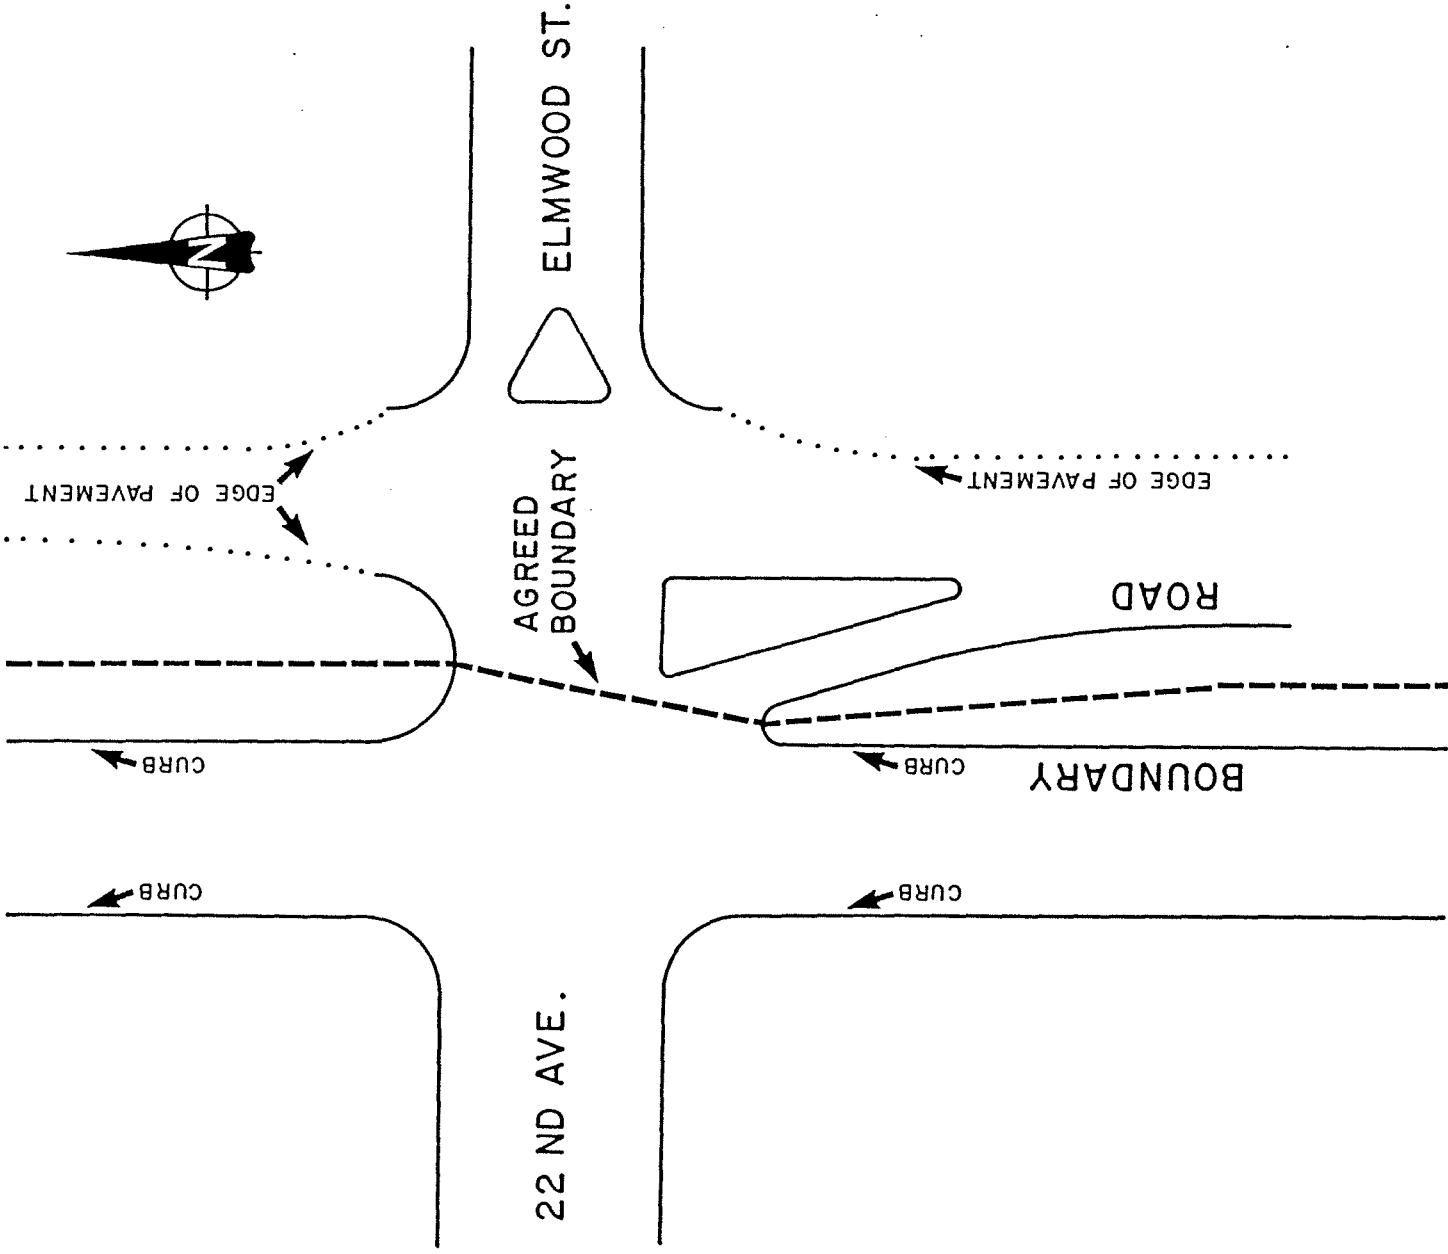 ELMWOOD ST.
N
EDGE OF PAVEMENT
EDGE OF PAVEMENT
AGREED
BOUNDARY
ROAD
BOUNDARY
CURB
CURB
CURB
CURB
22 ND AVE.